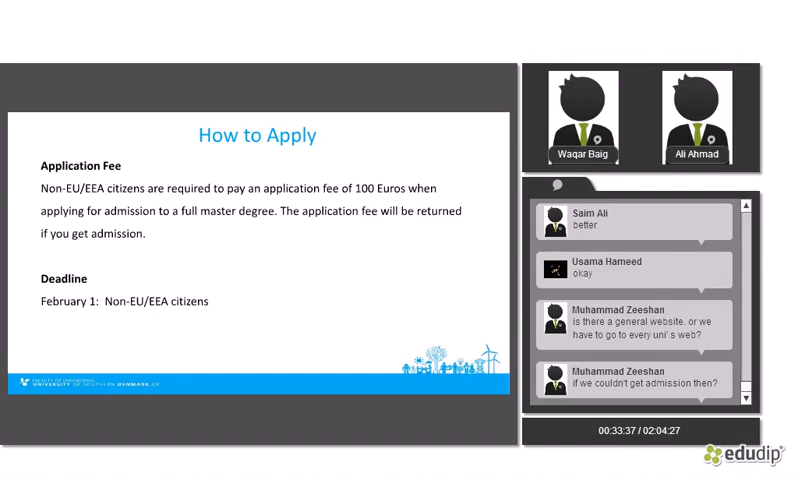 How to Apply
Application Fee
Non-EU/EEA citizens are required to pay an application fee of 100 Euros when
applying for admission to a full master degree. The application fee will be returned
if you get admission.
Deadline
February 1: Non-EU/EEA citizens
FACULTY OF ENGINEERING
UNIVERSITY OF SOUTHERN DENMARK.DK
Waqar Baig
Ali Ahmad
Saim Ali
better
Usama Hameed
okay
Muhammad Zeeshan
is there a general website. or we
have to go to every uni' s web?
Muhammad Zeeshan
if we couldn't get admission then?
00:33:37 / 02:04:27
edudip